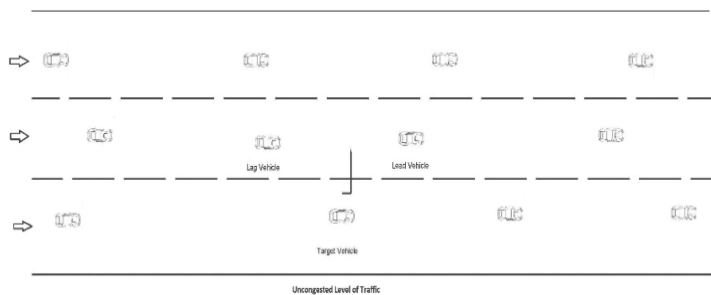 Lag Vehicle
Lead Vehicle
Target Vehicle
Uncongested Level of Traffic